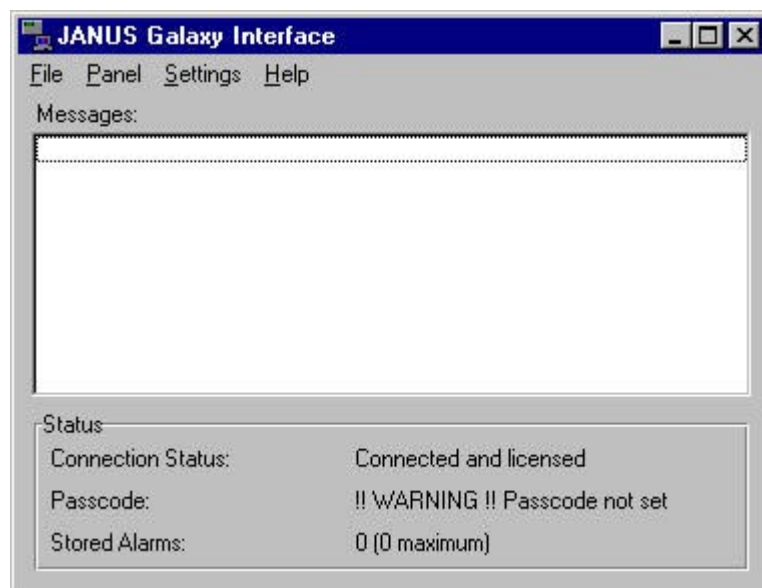 JANUS Galaxy Interface
File Panel Settings Help
Messages:
Status
Connection Status: Connected and licensed
Passcode: !! WARNING !! Passcode not set
Stored Alarms: 0 (0 maximum)